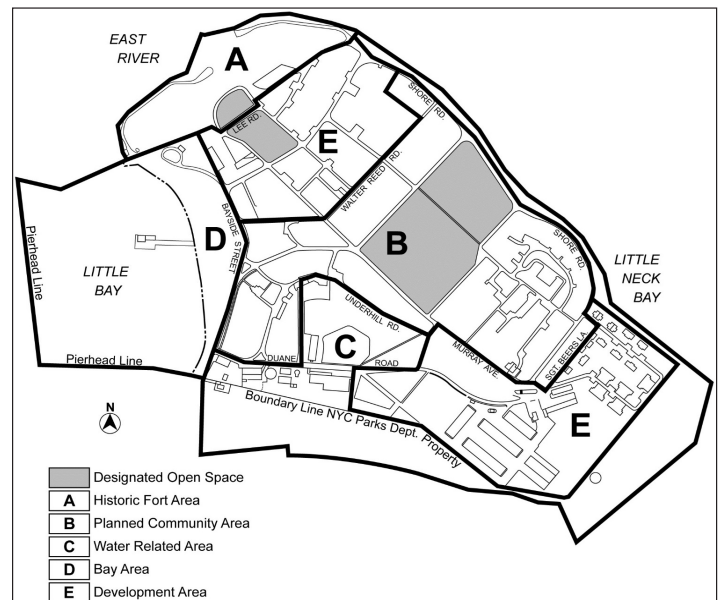 EAST
RIVER
A
LEE RD.
E
SHORE RD.
WALTER REED RD.
BAYSIDE STREET
D
B
SHORE RD.
LITTLE
NECK
BAY
Pierhead Line
LITTLE
BAY
UNDERHILL RD.
C
DUANE
ROAD
MURRAY AVE.
SGT. BEERS LA.
Pierhead Line
Boundary Line NYC Parks Dept. Property
E
N
Designated Open Space
A Historic Fort Area
B Planned Community Area
C Water Related Area
D Bay Area
E Development Area